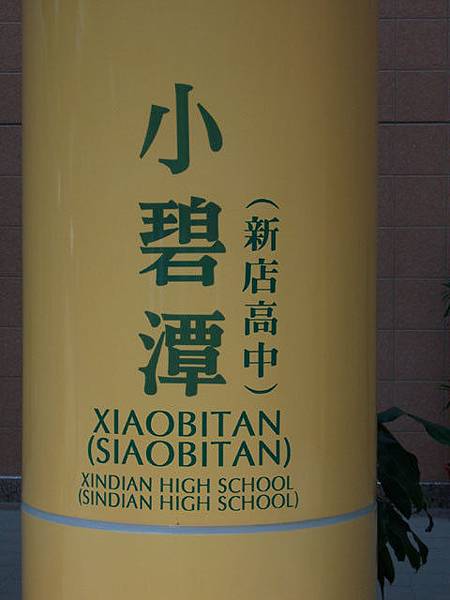 小碧潭
（新店高中）
XIAOBITAN
(SIAOBITAN)
XINDIAN HIGH SCHOOL
(SINDIAN HIGH SCHOOL)